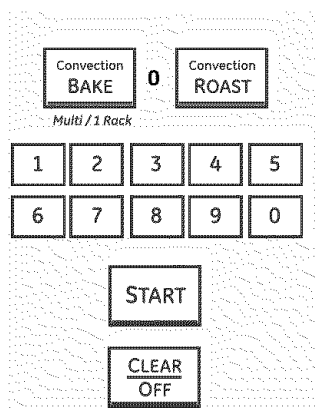 Convection Convection
BAKE 0 ROAST
Multi / 1 Rack
1 2 3 4 5
6 7 8 9 0
START
CLEAR
OFF